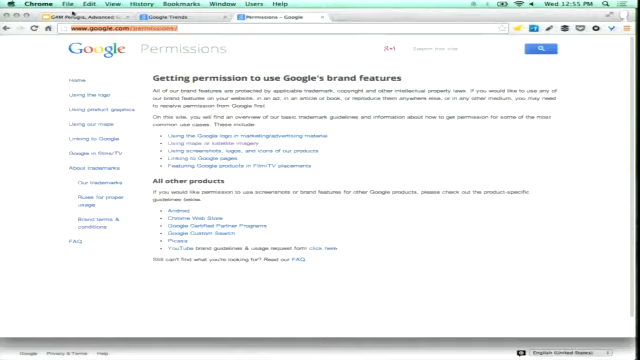 Chrome File Edit View History Bookmarks Window Users Help Wed 12:55 PM
G4M Perugia, Advanced Google Trends Permissions – Google
www.google.com/permissions/
Google Permissions Search this site
Home
Using the logo
Using product graphics
Using our maps
Linking to Google
Google in Film/TV
About trademarks
Our trademarks
Rules for proper
usage
Brand terms &
conditions
FAQ
Getting permission to use Google's brand features
All of our brand features are protected by applicable trademark, copyright and other intellectual property laws. If you would like to use any of
our brand features on your website, in an ad, in an article or book, or reproduce them anywhere else, or in any other medium, you may need
to receive permission from Google first.
On this site, you will find an overview of our basic trademark guidelines and information about how to get permission for some of the most
common use cases. These include:
• Using the Google logo in marketing/advertising material
• Using maps or satellite imagery
• Using screenshots, logos, and icons of our products
• Linking to Google pages
• Featuring Google products in Film/TV placements
All other products
If you would like permission to use screenshots or brand features for other Google products, please check out the product-specific
guidelines below.
• Android
• Chrome Web Store
• Google Certified Partner Programs
• Google Custom Search
• Picasa
• YouTube brand guidelines & usage request form click here
Still can't find what you're looking for? Read our FAQ.
Google Privacy & Terms Help English (United States)